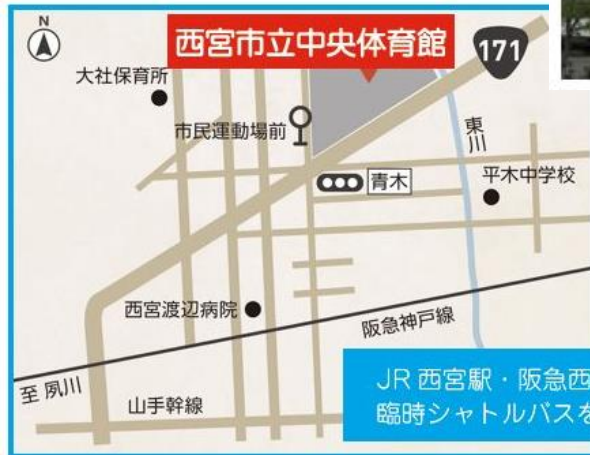 N
西宮市立中央体育館
171
大社保育所
市民運動場前
東川
青木
平木中学校
西宮渡辺病院
阪急神戸線
至 夙川
山手幹線
JR 西宮駅・阪急西
臨時シャトルバスを